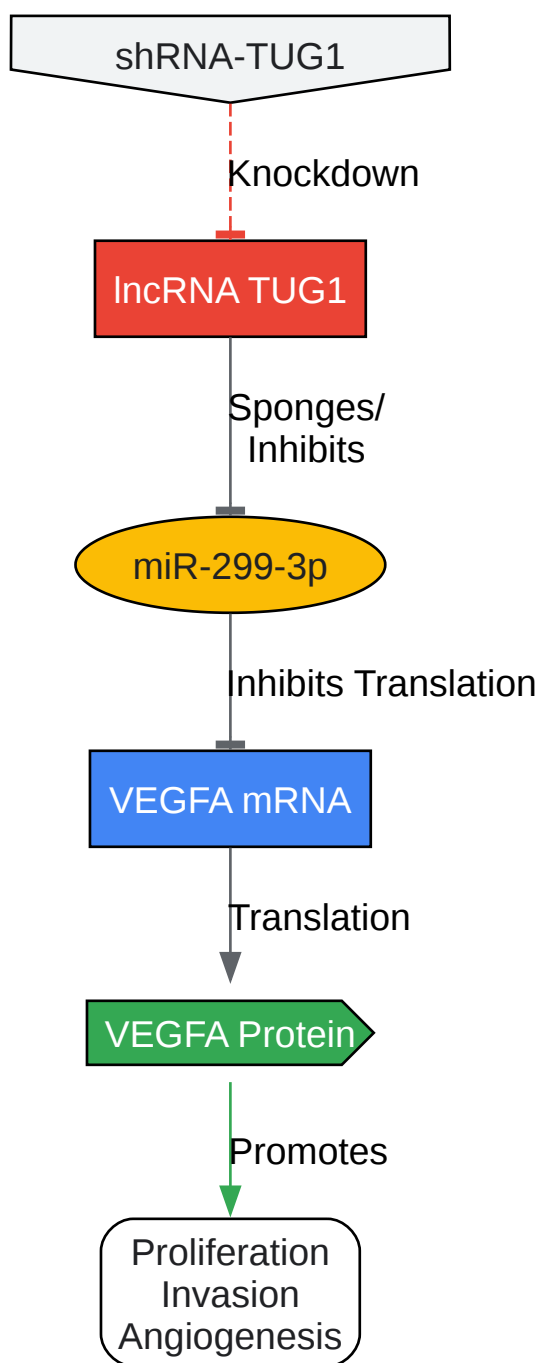 shRNA-TUG1
Knockdown
lncRNA TUG1
Sponges/
Inhibits
miR-299-3p
Inhibits Translation
VEGFA mRNA
Translation
VEGFA Protein
Promotes
Proliferation
Invasion
Angiogenesis